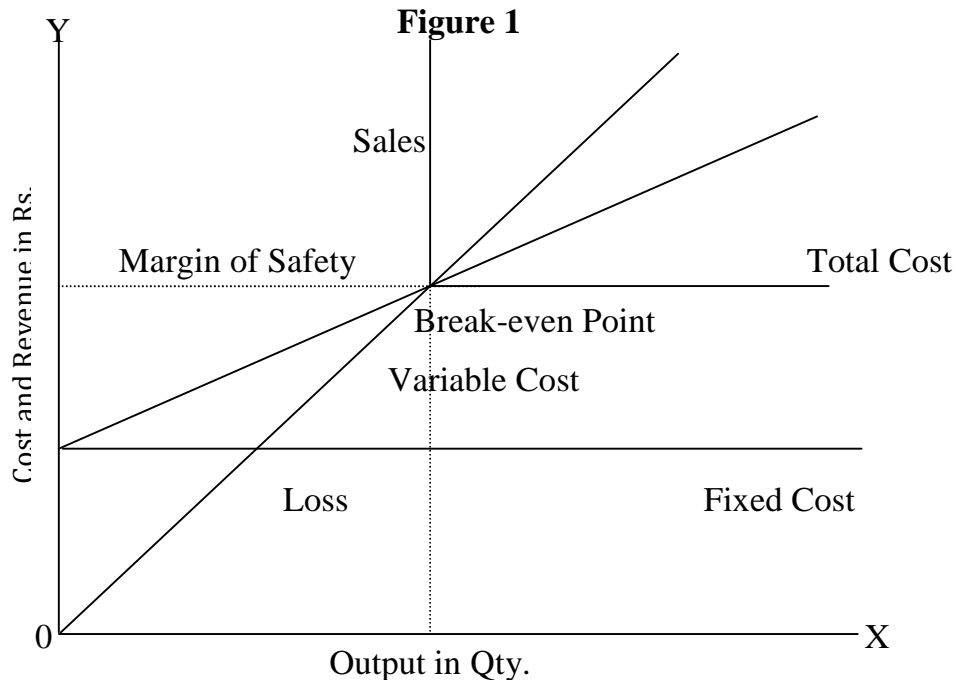 Figure 1
Y
Sales
Cost and Revenue in Rs.
Margin of Safety
Total Cost
Break-even Point
Variable Cost
Loss
Fixed Cost
0
X
Output in Qty.